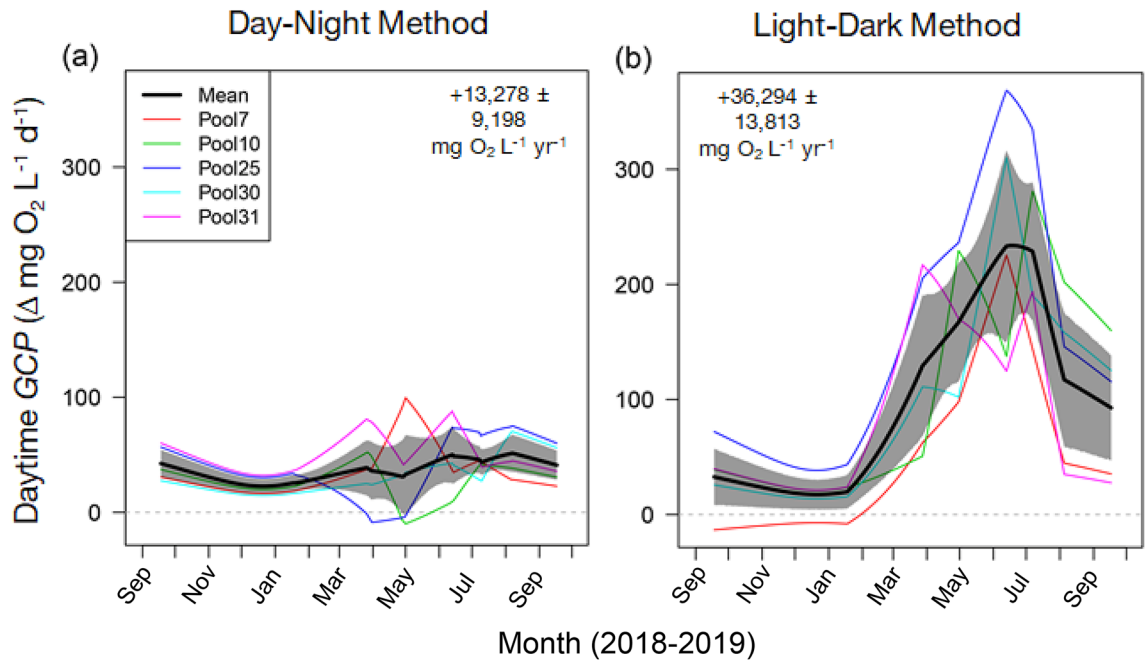 Day-Night Method
Light-Dark Method
(a)
(b)
Daytime GCP (Δ mg O₂ L⁻¹ d⁻¹)
Mean
Pool7
Pool10
Pool25
Pool30
Pool31
+13,278 ±
9,198
mg O₂ L⁻¹ yr⁻¹
300
200
100
0
Sep
Nov
Jan
Mar
May
Jul
Sep
+36,294 ±
13,813
mg O₂ L⁻¹ yr⁻¹
300
200
100
0
Sep
Nov
Jan
Mar
May
Jul
Sep
Month (2018-2019)